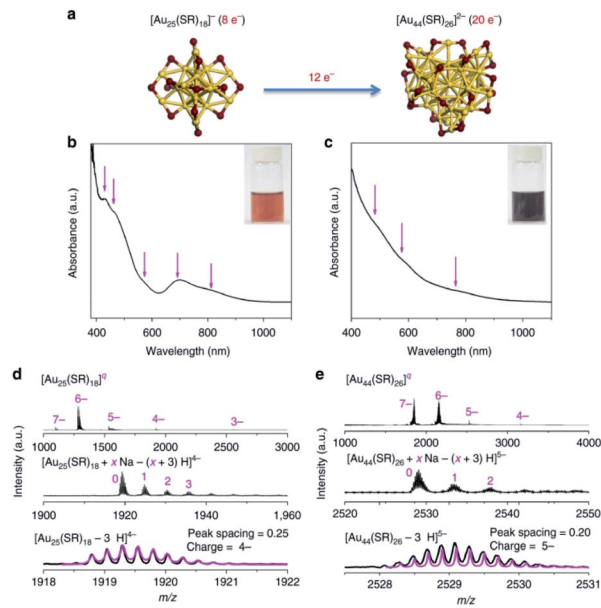 a
[Au25(SR)18]− (8 e−)
[Au44(SR)26]2− (20 e−)
12 e−
b
Absorbance (a.u.)
400 600 800 1000
Wavelength (nm)
c
Absorbance (a.u.)
400 600 800 1000
Wavelength (nm)
d
[Au25(SR)18]q
7− 6− 5− 4− 3−
1000 1500 2000 2500 3000
Intensity (a.u.)
[Au25(SR)18 + x Na − (x + 3) H]4−
0 1 2 3
1900 1920 1940 1,960
[Au25(SR)18 − 3 H]4−
Peak spacing = 0.25
Charge = 4−
1918 1919 1920 1921 1922
m/z
e
[Au44(SR)26]q
7− 6− 5− 4−
1000 2000 3000 4000
Intensity (a.u.)
[Au44(SR)26 + x Na − (x + 3) H]5−
0 1 2
2520 2530 2540 2550
[Au44(SR)26 − 3 H]5−
Peak spacing = 0.20
Charge = 5−
2528 2529 2530 2531
m/z